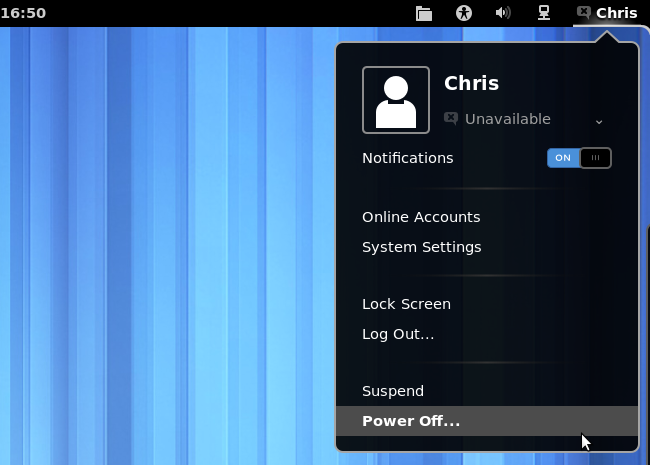 16:50 Chris
Chris
Unavailable
Notifications ON
Online Accounts
System Settings
Lock Screen
Log Out...
Suspend
Power Off...